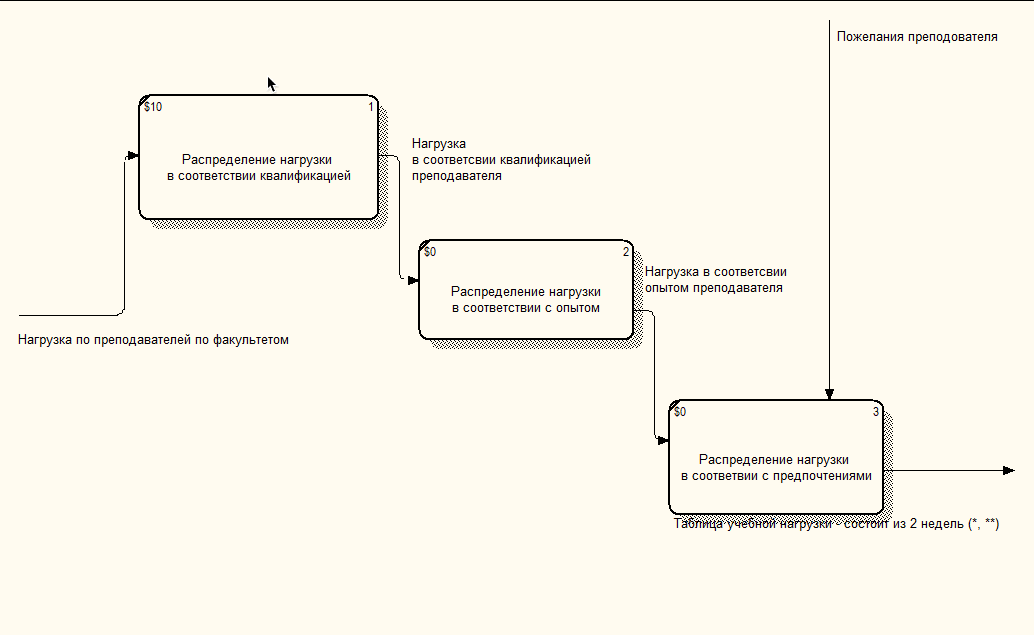 Пожелания преподователя
$10
1
Распределение нагрузки
в соответствии квалификацией
Нагрузка
в соответсвии квалификацией
преподавателя
$0
2
Распределение нагрузки
в соответствии с опытом
Нагрузка в соответсвии
опытом преподавателя
Нагрузка по преподавателей по факультетом
$0
3
Распределение нагрузки
в соответвии с предпочтениями
Таблица учебной нагрузки - состоит из 2 недель (*, **)